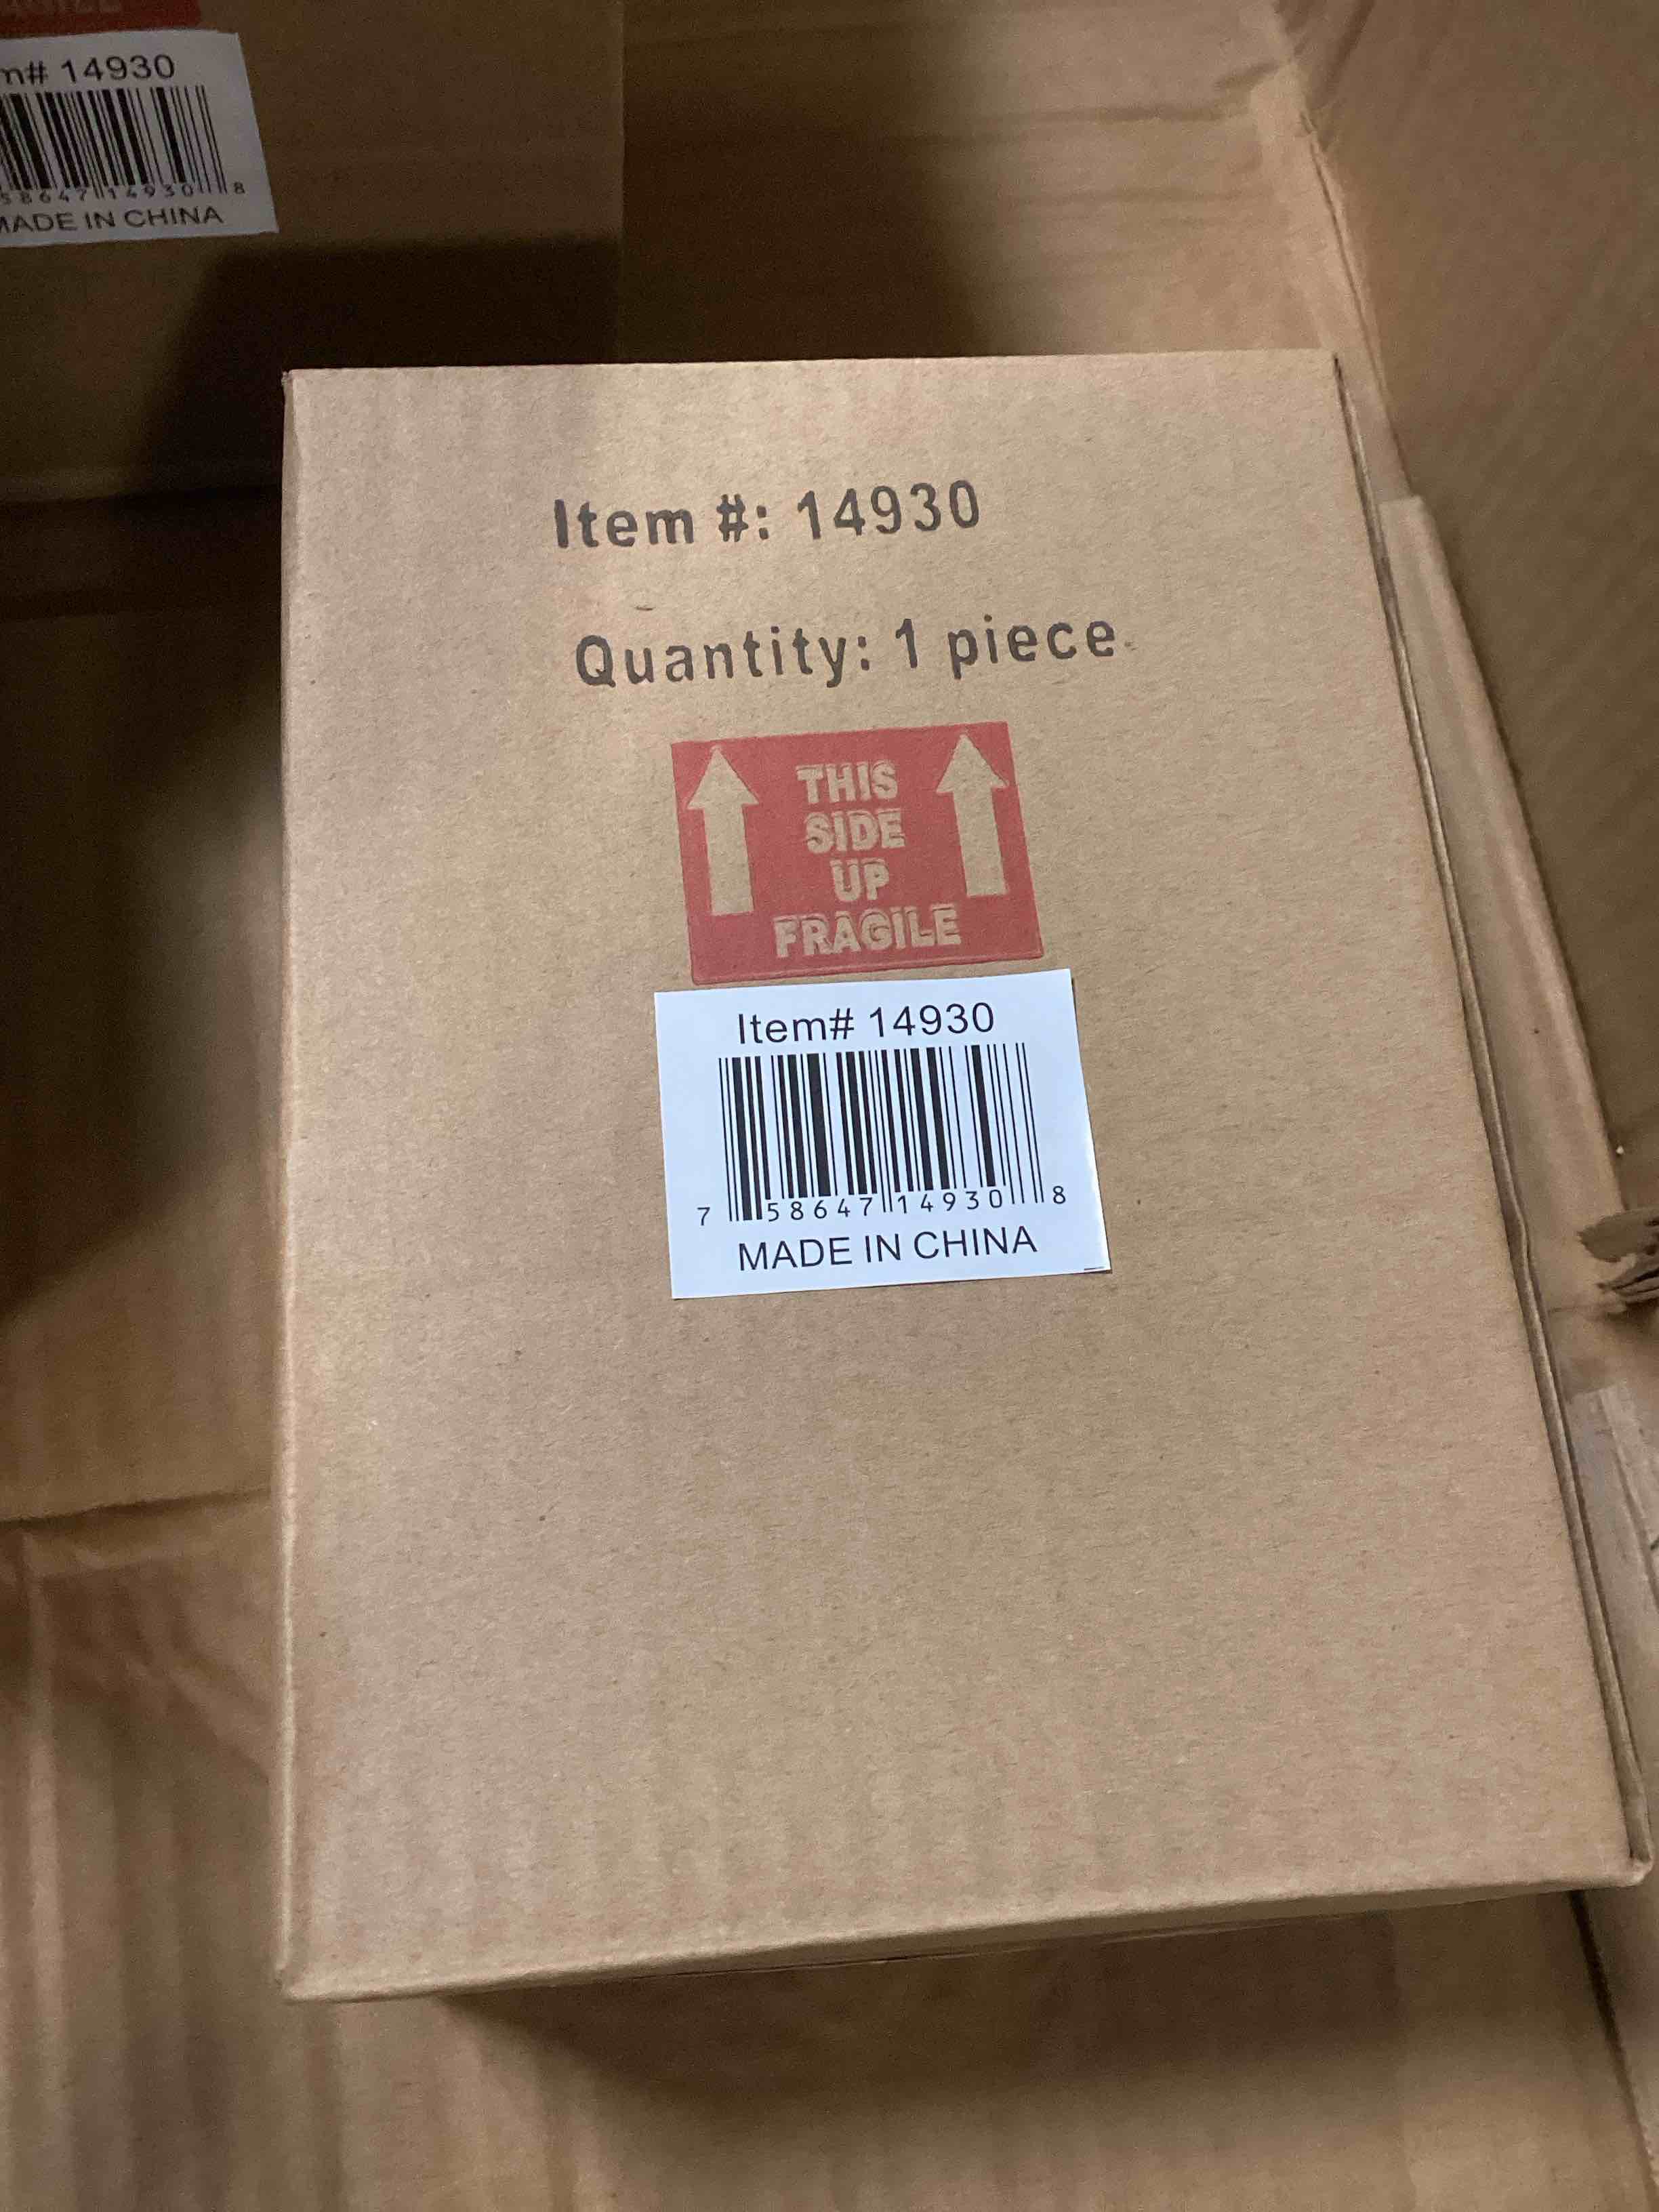 m# 14930
58647 14930 8
MADE IN CHINA
Item #: 14930
Quantity: 1 piece
THIS
SIDE
UP
FRAGILE
Item# 14930
7 58647 14930 8
MADE IN CHINA